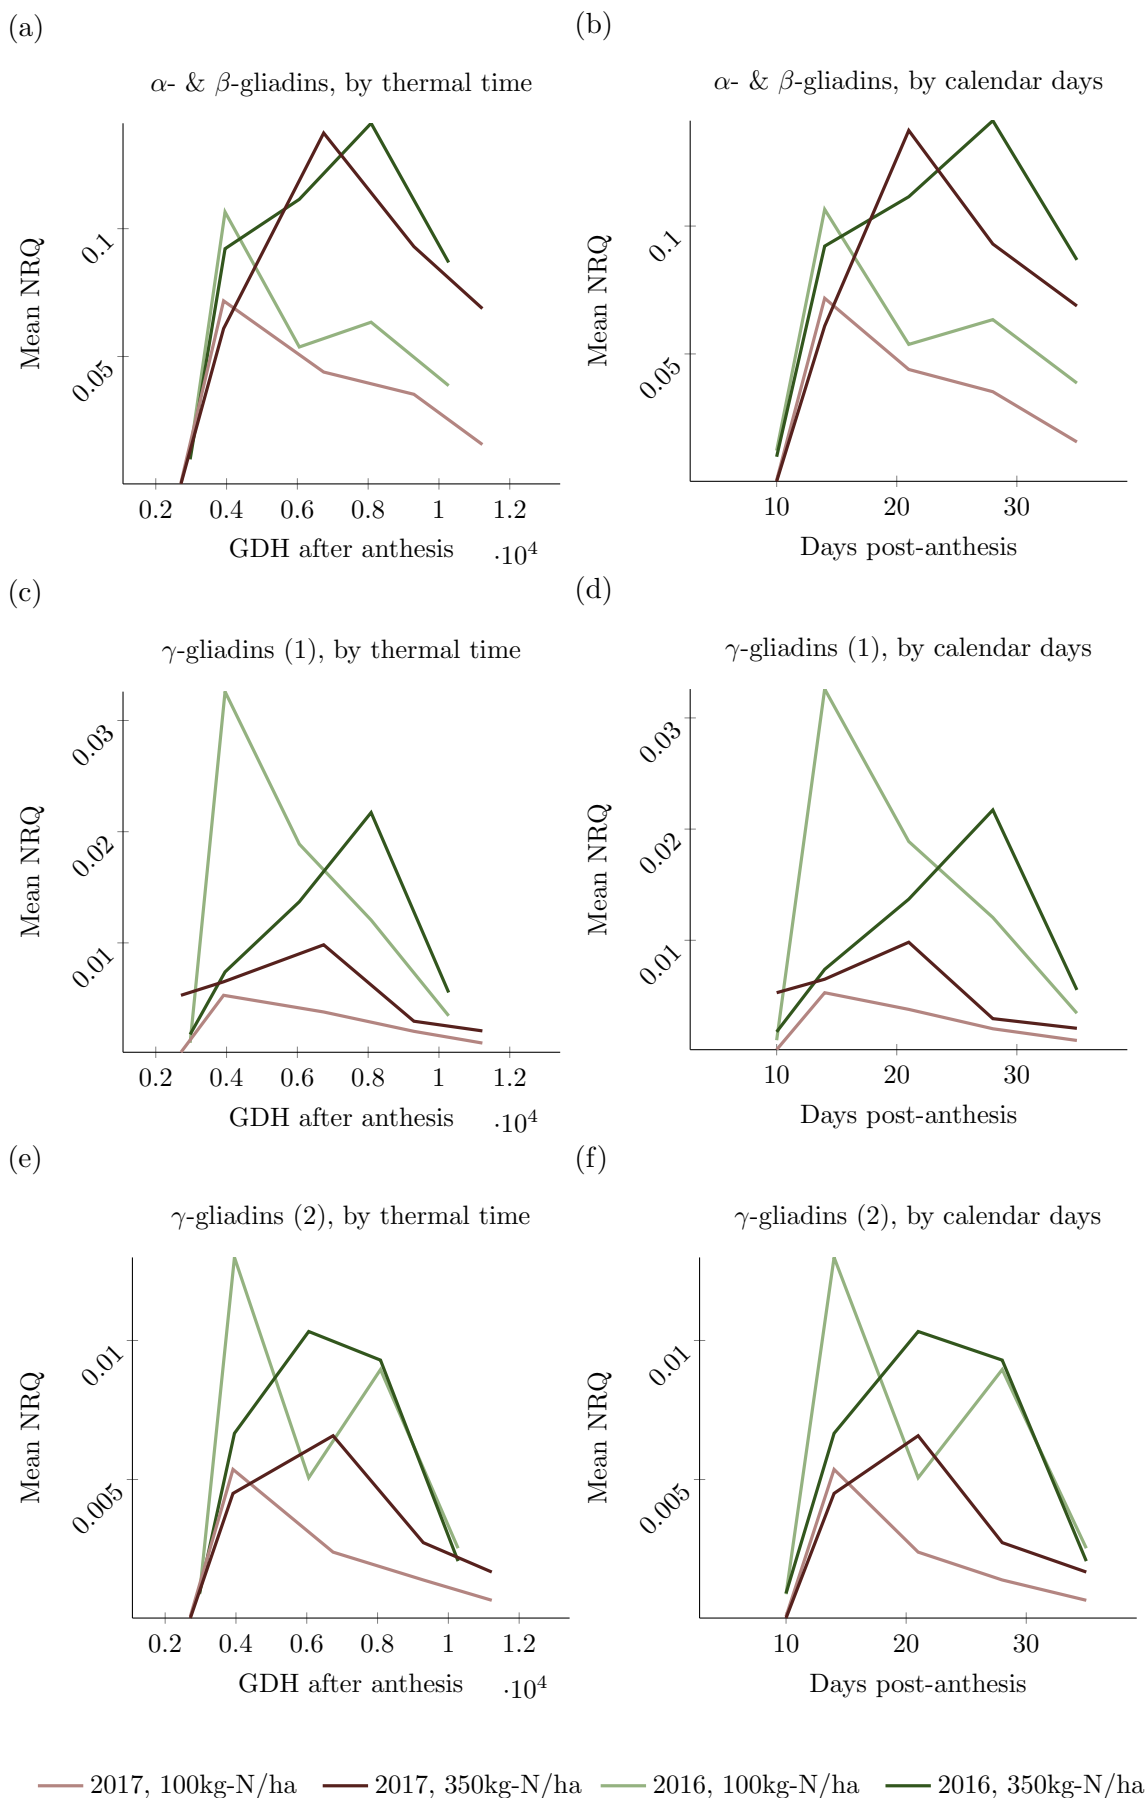 (a)
(b)
α- & β-gliadins, by thermal time
α- & β-gliadins, by calendar days
Mean NRQ
0.1
0.05
0.2 0.4 0.6 0.8 1 1.2
GDH after anthesis
·10⁴
Mean NRQ
0.1
0.05
10 20 30
Days post-anthesis
(c)
(d)
γ-gliadins (1), by thermal time
γ-gliadins (1), by calendar days
Mean NRQ
0.03
0.02
0.01
0.2 0.4 0.6 0.8 1 1.2
GDH after anthesis
·10⁴
Mean NRQ
0.03
0.02
0.01
10 20 30
Days post-anthesis
(e)
(f)
γ-gliadins (2), by thermal time
γ-gliadins (2), by calendar days
Mean NRQ
0.01
0.005
0.2 0.4 0.6 0.8 1 1.2
GDH after anthesis
·10⁴
Mean NRQ
0.01
0.005
10 20 30
Days post-anthesis
2017, 100kg-N/ha 2017, 350kg-N/ha 2016, 100kg-N/ha 2016, 350kg-N/ha